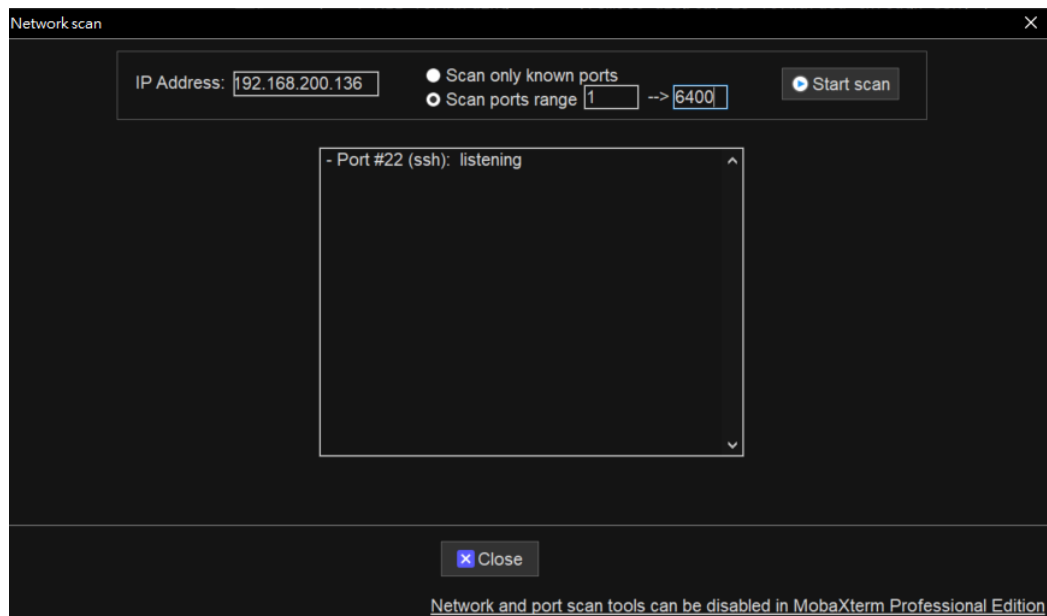 Network scan
IP Address: 192.168.200.136
Scan only known ports
Scan ports range 1 --> 6400
Start scan
- Port #22 (ssh): listening
Close
Network and port scan tools can be disabled in MobaXterm Professional Edition